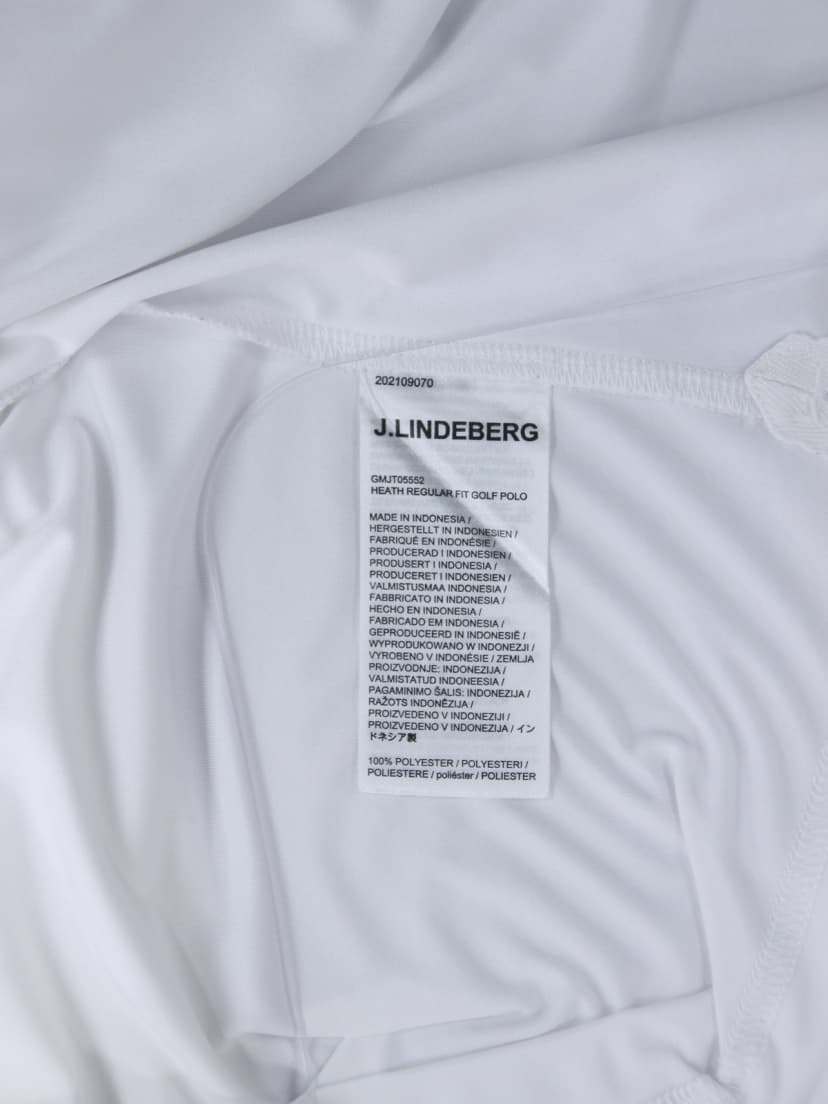 202109070
J.LINDEBERG
GMJT05552
HEATH REGULAR FIT GOLF POLO
MADE IN INDONESIA /
HERGESTELLT IN INDONESIEN /
FABRIQUÉ EN INDONÉSIE /
PRODUCERAD I INDONESIEN /
PRODUSERT I INDONESIA /
PRODUCERET I INDONESIEN /
VALMISTUSMAA INDONESIA /
FABBRICATO IN INDONESIA /
HECHO EN INDONESIA /
FABRICADO EM INDONESIA /
GEPRODUCEERD IN INDONESIË /
WYPRODUKOWANO W INDONEZJI /
VYROBENO V INDONÉSIE / ZEMLJA
PROIZVODNJE: INDONEZIJA /
VALMISTATUD INDONEESIA /
PAGAMINIMO ŠALIS: INDONEZIJA /
RAŽOTS INDONĒZIJA /
PROIZVEDENO V INDONEZIJI /
PROIZVEDENO V INDONEZIJA / イン
ドネシア製
100% POLYESTER / POLYESTERI /
POLIESTERE / poliéster / POLIESTER